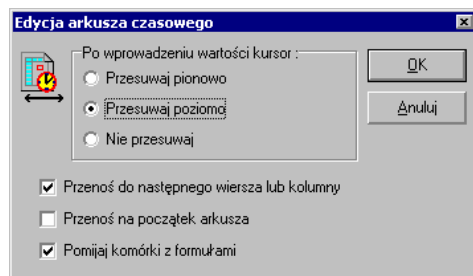 Edycja arkusza czasowego
Po wprowadzeniu wartości kursor :
Przesuwaj pionowo
Przesuwaj poziomo
Nie przesuwaj
OK
Anuluj
Przenoś do następnego wiersza lub kolumny
Przenoś na początek arkusza
Pomijaj komórki z formułami